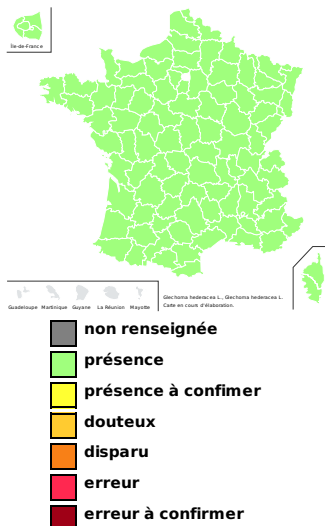 Île-de-France
Guadeloupe Martinique Guyane La Réunion Mayotte
Glechoma hederacea L., Glechoma hederacea L.
Carte en cours d'élaboration.
non renseignée
présence
présence à confimer
douteux
disparu
erreur
erreur à confirmer